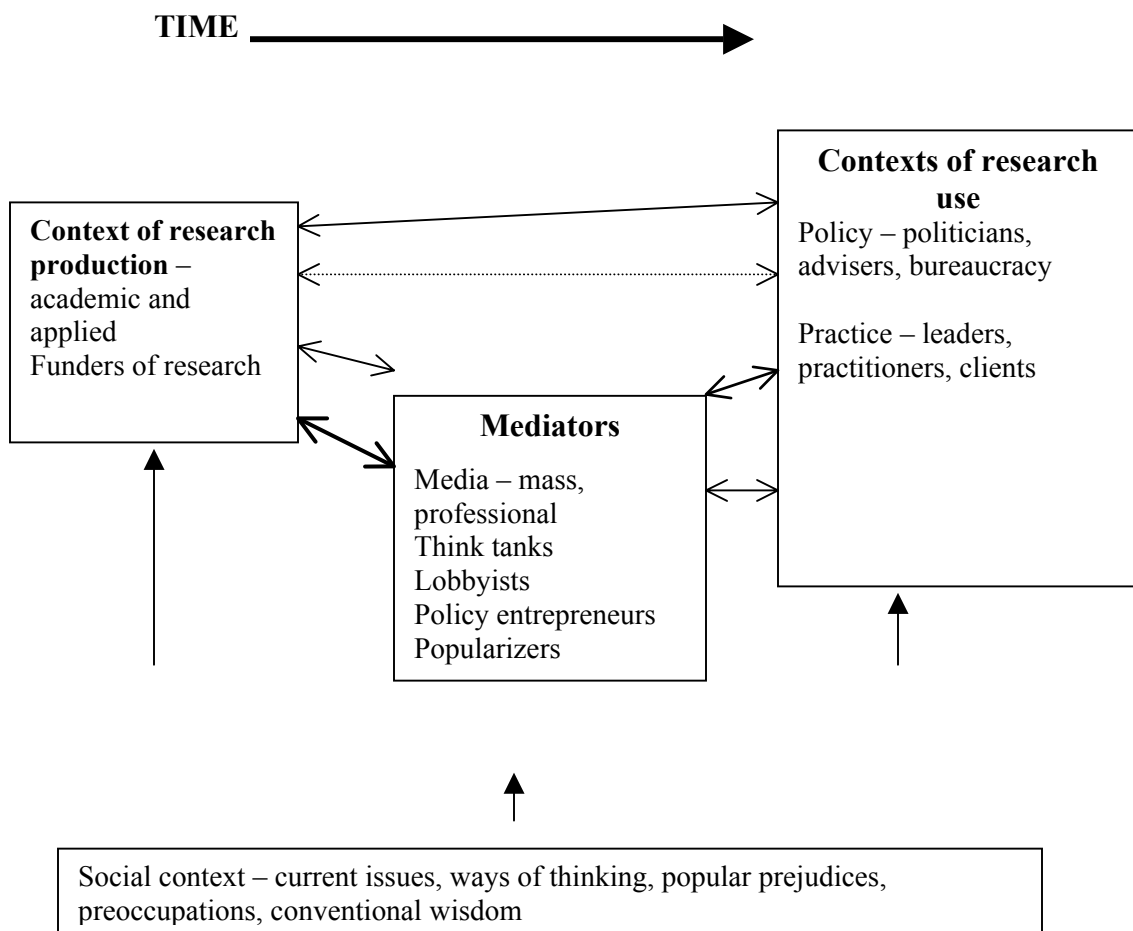 TIME
Context of research
production –
academic and
applied
Funders of research
Mediators
Media – mass,
professional
Think tanks
Lobbyists
Policy entrepreneurs
Popularizers
Contexts of research
use
Policy – politicians,
advisers, bureaucracy
Practice – leaders,
practitioners, clients
Social context – current issues, ways of thinking, popular prejudices,
preoccupations, conventional wisdom